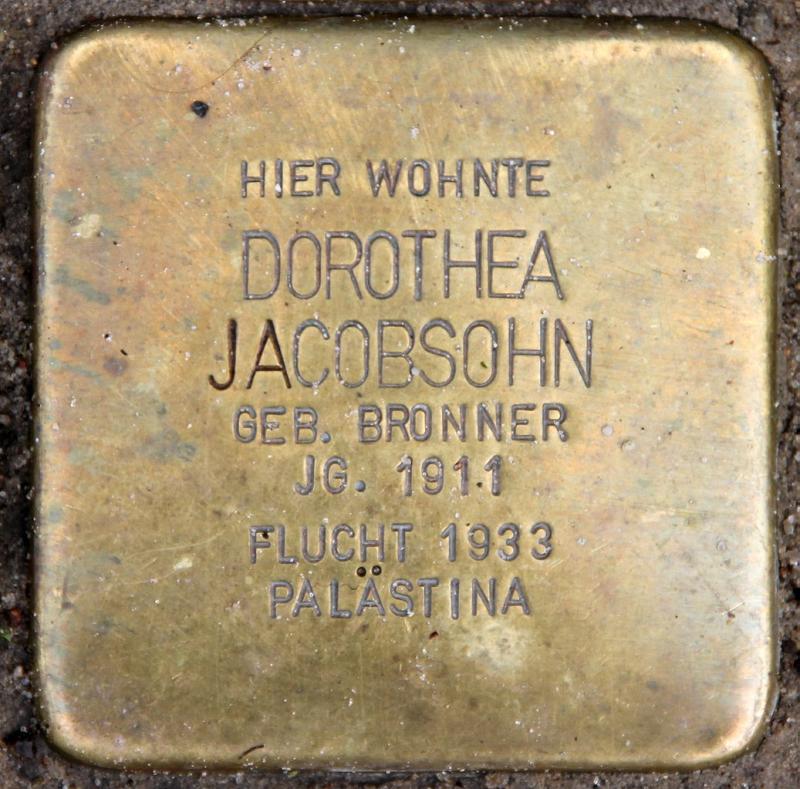 HIER WOHNTE
DOROTHEA
JACOBSOHN
GEB. BRONNER
JG. 1911
FLUCHT 1933
PALÄSTINA